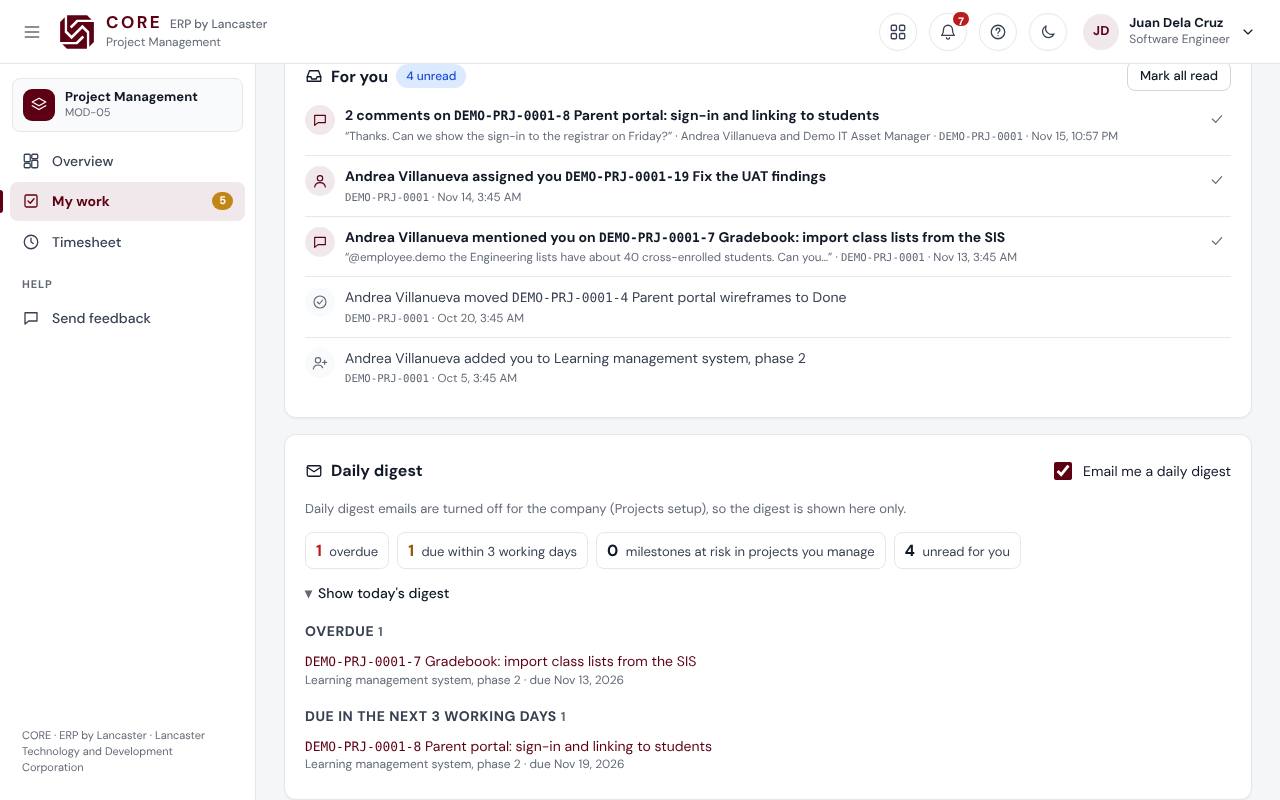 CORE ERP by Lancaster
Project Management
7
JD
Juan Dela Cruz
Software Engineer
Project Management
MOD-05
Overview
My work 5
Timesheet
HELP
Send feedback
CORE · ERP by Lancaster · Lancaster
Technology and Development
Corporation
For you 4 unread
Mark all read
2 comments on DEMO-PRJ-0001-8 Parent portal: sign-in and linking to students
“Thanks. Can we show the sign-in to the registrar on Friday?” · Andrea Villanueva and Demo IT Asset Manager · DEMO-PRJ-0001 · Nov 15, 10:57 PM
Andrea Villanueva assigned you DEMO-PRJ-0001-19 Fix the UAT findings
DEMO-PRJ-0001 · Nov 14, 3:45 AM
Andrea Villanueva mentioned you on DEMO-PRJ-0001-7 Gradebook: import class lists from the SIS
“@employee.demo the Engineering lists have about 40 cross-enrolled students. Can you…” · DEMO-PRJ-0001 · Nov 13, 3:45 AM
Andrea Villanueva moved DEMO-PRJ-0001-4 Parent portal wireframes to Done
DEMO-PRJ-0001 · Oct 20, 3:45 AM
Andrea Villanueva added you to Learning management system, phase 2
DEMO-PRJ-0001 · Oct 5, 3:45 AM
Daily digest
Email me a daily digest
Daily digest emails are turned off for the company (Projects setup), so the digest is shown here only.
1 overdue
1 due within 3 working days
0 milestones at risk in projects you manage
4 unread for you
▾ Show today's digest
OVERDUE 1
DEMO-PRJ-0001-7 Gradebook: import class lists from the SIS
Learning management system, phase 2 · due Nov 13, 2026
DUE IN THE NEXT 3 WORKING DAYS 1
DEMO-PRJ-0001-8 Parent portal: sign-in and linking to students
Learning management system, phase 2 · due Nov 19, 2026